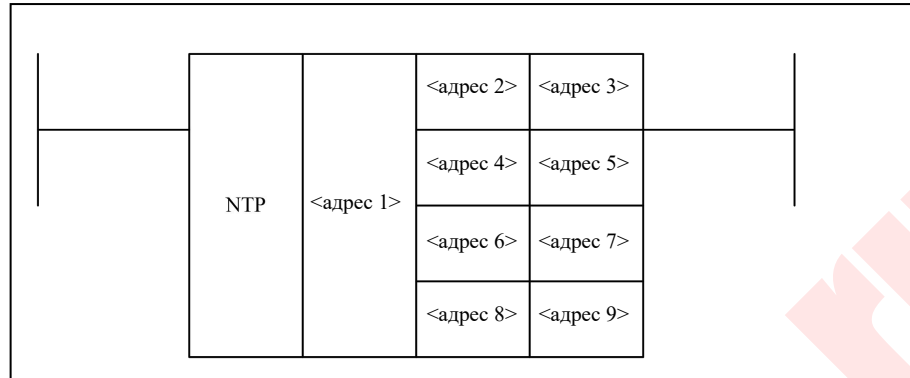 <адрес 2> <адрес 3>
<адрес 4> <адрес 5>
NTP <адрес 1>
<адрес 6> <адрес 7>
<адрес 8> <адрес 9>